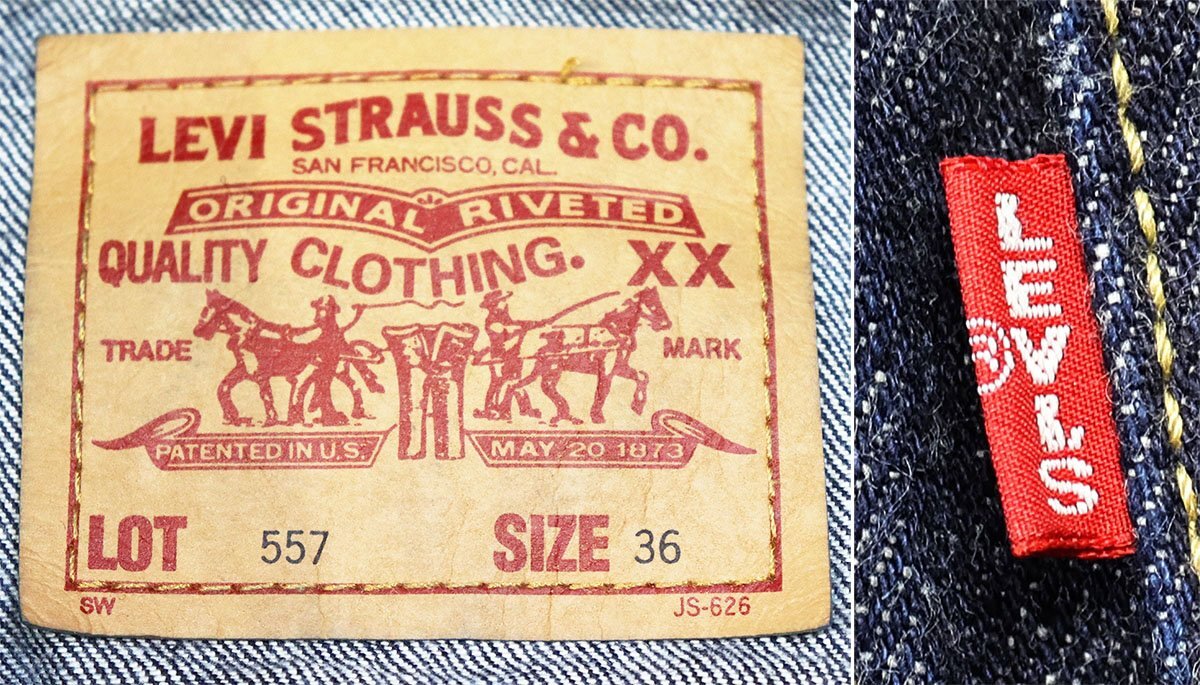 LEVI STRAUSS & CO.
SAN FRANCISCO, CAL.
ORIGINAL RIVETED
QUALITY CLOTHING. XX
TRADE MARK
PATENTED IN U.S. MAY 20 1873
LOT 557 SIZE 36
SW JS-626
LEVI'S
®